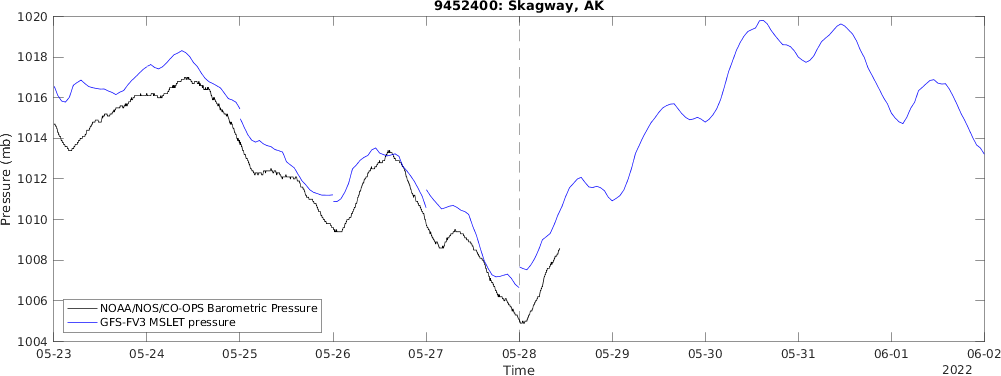 9452400: Skagway, AK
Pressure (mb)
1020
1018
1016
1014
1012
1010
1008
1006
1004
NOAA/NOS/CO-OPS Barometric Pressure
GFS-FV3 MSLET pressure
05-23 05-24 05-25 05-26 05-27 05-28 05-29 05-30 05-31 06-01 06-02
Time
2022